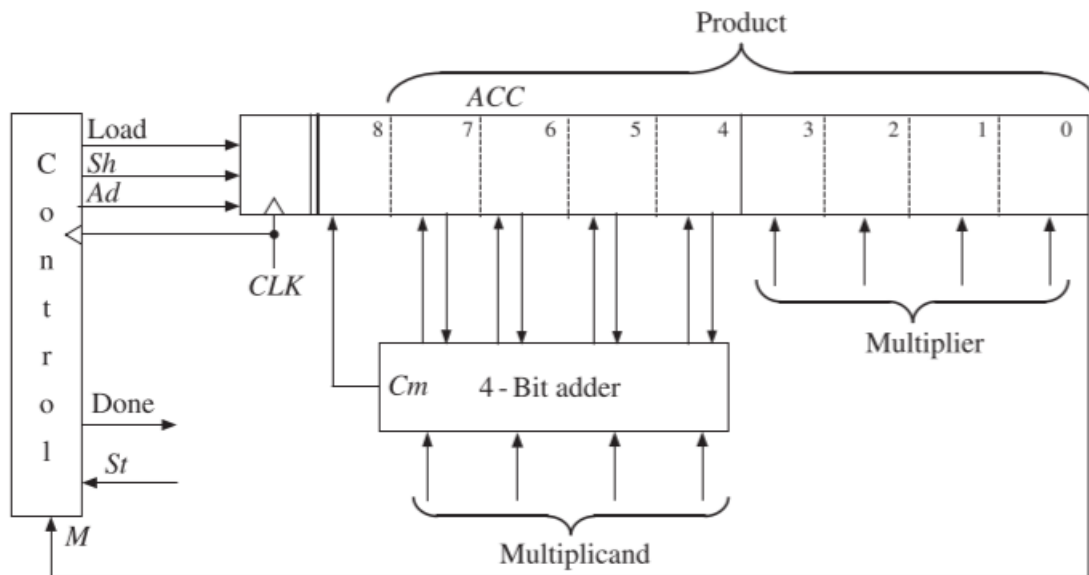 Product
ACC
8 7 6 5 4 3 2 1 0
Load
Sh
Ad
Control
CLK
Multiplier
Cm 4-Bit adder
Done
St
M
Multiplicand